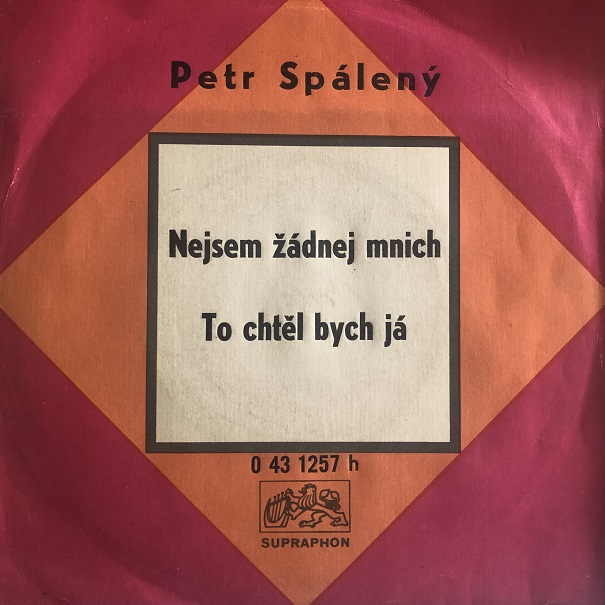 Petr Spálený
Nejsem žádnej mnich
To chtěl bych já
0 43 1257 h
SUPRAPHON